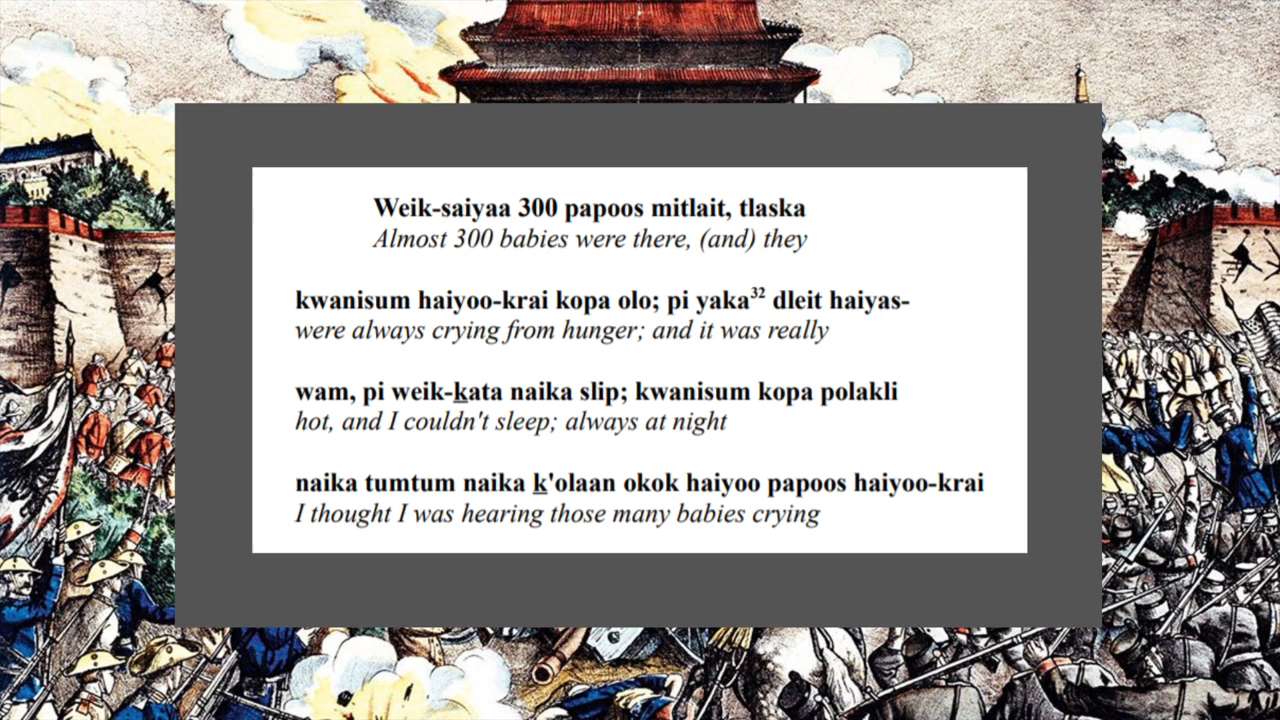 Weik-saiyaa 300 papoos mitlait, tlaska
Almost 300 babies were there, (and) they
kwanisum haiyoo-krai kopa olo; pi yaka³² dleit haiyas-
were always crying from hunger; and it was really
wam, pi weik-ḵata naika slip; kwanisum kopa polakli
hot, and I couldn't sleep; always at night
naika tumtum naika ḵ'olaan okok haiyoo papoos haiyoo-krai
I thought I was hearing those many babies crying